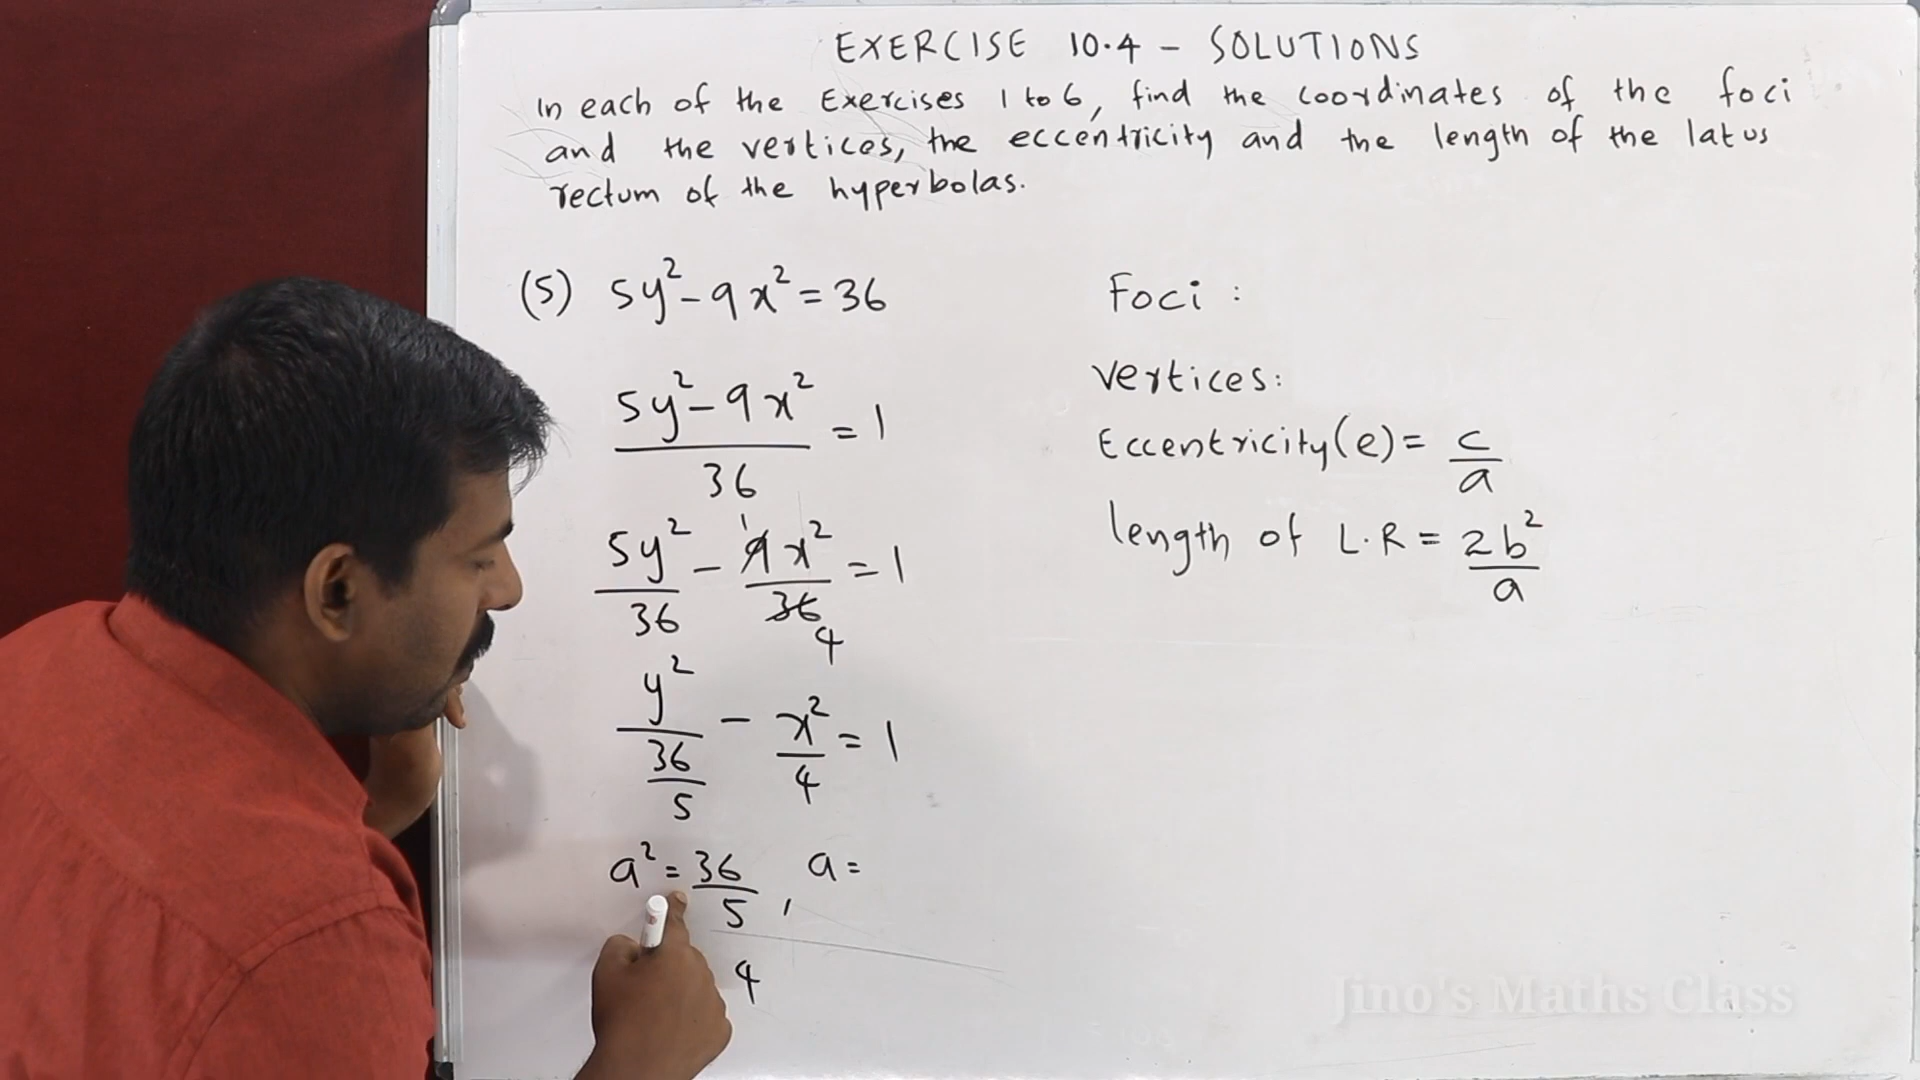 EXERCISE 10.4 - SOLUTIONS
In each of the Exercises 1 to 6, find the coordinates of the foci
and the vertices, the eccentricity and the length of the latus
rectum of the hyperbolas.
(5) 5y² - 9x² = 36
5y² - 9x² = 1
36
5y² - 9x² = 1
36 36
1
4
y² - x² = 1
36/5 4
a² = 36/5, a =
4
Foci :
Vertices:
Eccentricity(e) = c/a
length of L.R = 2b²/a
Jino's Maths Class